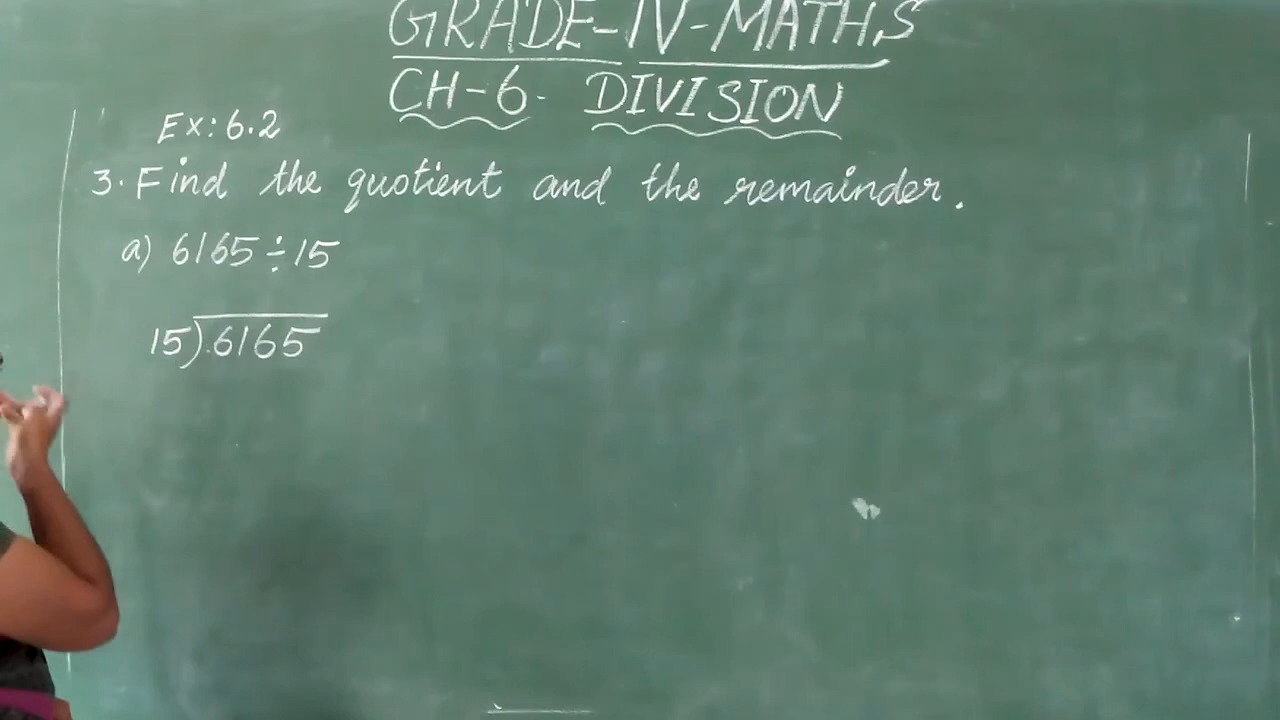 GRADE-IV-MATHS
CH-6. DIVISION
Ex: 6.2
3. Find the quotient and the remainder.
a) 6165 ÷ 15
15)6165